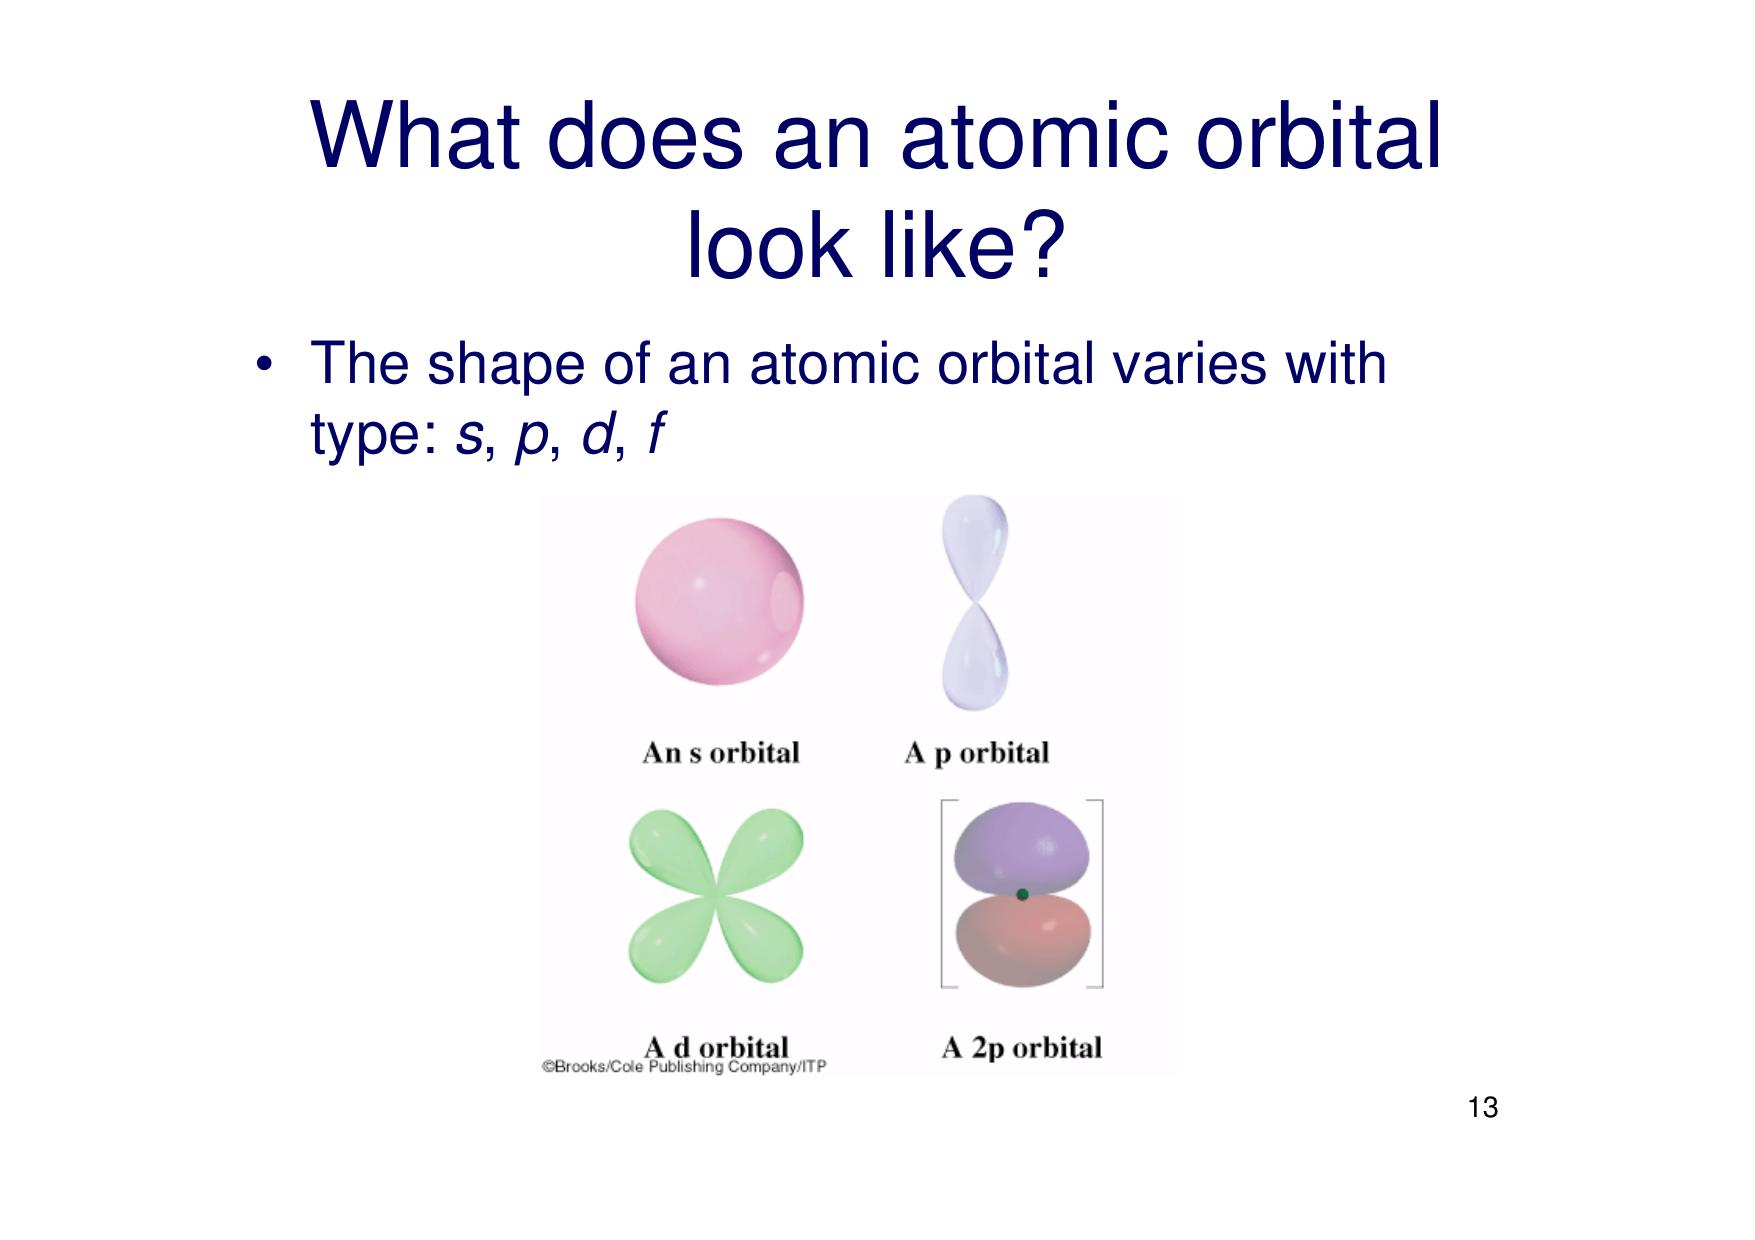 What does an atomic orbital
look like?
• The shape of an atomic orbital varies with
type: s, p, d, f
An s orbital
A p orbital
A d orbital
A 2p orbital
©Brooks/Cole Publishing Company/ITP
13